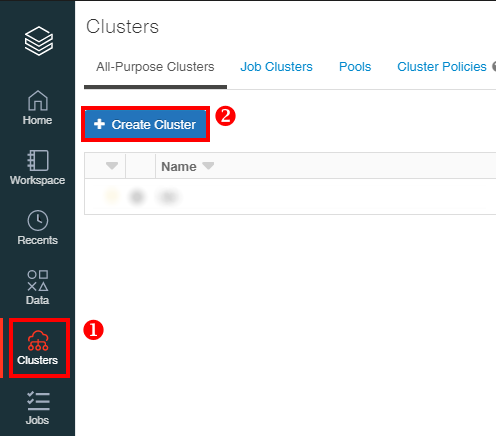 Clusters
All-Purpose Clusters Job Clusters Pools Cluster Policies
+ Create Cluster 2
Name
Home
Workspace
Recents
Data
Clusters 1
Jobs